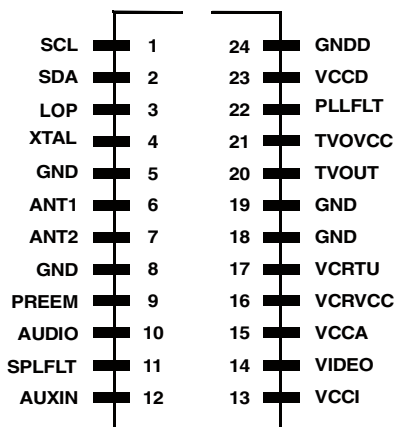 SCL 1 24 GNDD
SDA 2 23 VCCD
LOP 3 22 PLLFLT
XTAL 4 21 TVOVCC
GND 5 20 TVOUT
ANT1 6 19 GND
ANT2 7 18 GND
GND 8 17 VCRTU
PREEM 9 16 VCRVCC
AUDIO 10 15 VCCA
SPLFLT 11 14 VIDEO
AUXIN 12 13 VCCI